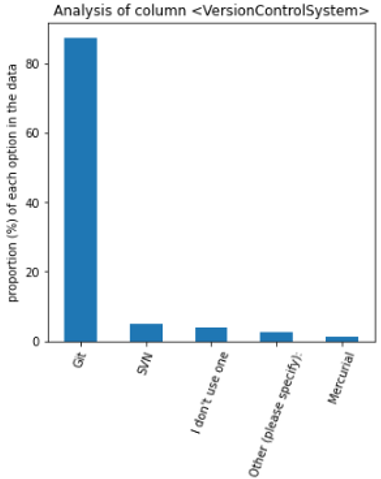 Analysis of column <VersionControlSystem>
proportion (%) of each option in the data
80
60
40
20
0
Git
SVN
I don't use one
Other (please specify):
Mercurial